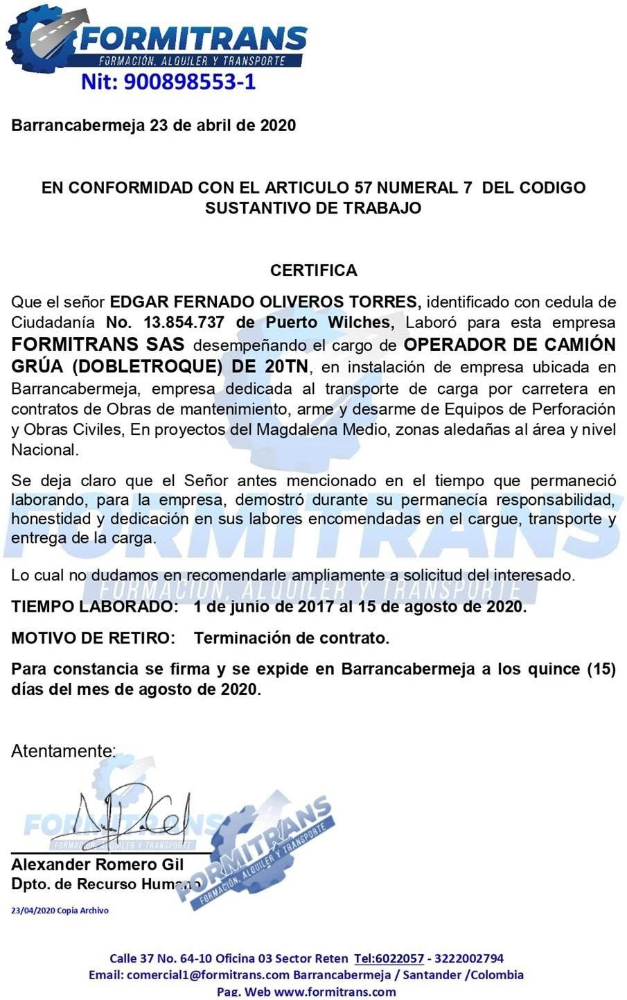 FORMITRANS
FORMACIÓN, ALQUILER Y TRANSPORTE
Nit: 900898553-1
Barrancabermeja 23 de abril de 2020
EN CONFORMIDAD CON EL ARTICULO 57 NUMERAL 7 DEL CODIGO
SUSTANTIVO DE TRABAJO
CERTIFICA
Que el señor EDGAR FERNADO OLIVEROS TORRES, identificado con cedula de
Ciudadanía No. 13.854.737 de Puerto Wilches, Laboró para esta empresa
FORMITRANS SAS desempeñando el cargo de OPERADOR DE CAMIÓN
GRÚA (DOBLETROQUE) DE 20TN, en instalación de empresa ubicada en
Barrancabermeja, empresa dedicada al transporte de carga por carretera en
contratos de Obras de mantenimiento, arme y desarme de Equipos de Perforación
y Obras Civiles, En proyectos del Magdalena Medio, zonas aledañas al área y nivel
Nacional.
Se deja claro que el Señor antes mencionado en el tiempo que permaneció
laborando, para la empresa, demostró durante su permanecía responsabilidad,
honestidad y dedicación en sus labores encomendadas en el cargue, transporte y
entrega de la carga.
FORMITRANS
Lo cual no dudamos en recomendarle ampliamente a solicitud del interesado.
FORMACIÓN, ALQUILER Y TRANSPORTE
TIEMPO LABORADO: 1 de junio de 2017 al 15 de agosto de 2020.
MOTIVO DE RETIRO: Terminación de contrato.
Para constancia se firma y se expide en Barrancabermeja a los quince (15)
días del mes de agosto de 2020.
Atentamente:
FORMITRANS
FORMACIÓN, ALQUILER Y TRANSPORTE
FORMITRANS
FORMACIÓN, ALQUILER Y TRANSPORTE
Alexander Romero Gil
Dpto. de Recurso Humano
23/04/2020 Copia Archivo
Calle 37 No. 64-10 Oficina 03 Sector Reten Tel:6022057 - 3222002794
Email: comercial1@formitrans.com Barrancabermeja / Santander /Colombia
Pag. Web www.formitrans.com